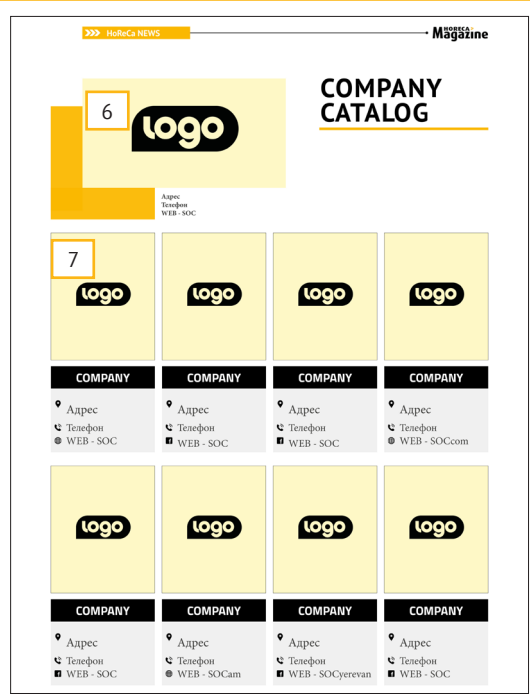 HoReCa NEWS
HORECA
Magazine
COMPANY
CATALOG
6
logo
Адрес
Телефон
WEB - SOC
7
logo logo logo logo
COMPANY COMPANY COMPANY COMPANY
Адрес Адрес Адрес Адрес
Телефон Телефон Телефон Телефон
WEB - SOC WEB - SOC WEB - SOC WEB - SOCcom
logo logo logo logo
COMPANY COMPANY COMPANY COMPANY
Адрес Адрес Адрес Адрес
Телефон Телефон Телефон Телефон
WEB - SOC WEB - SOCam WEB - SOCyerevan WEB - SOC